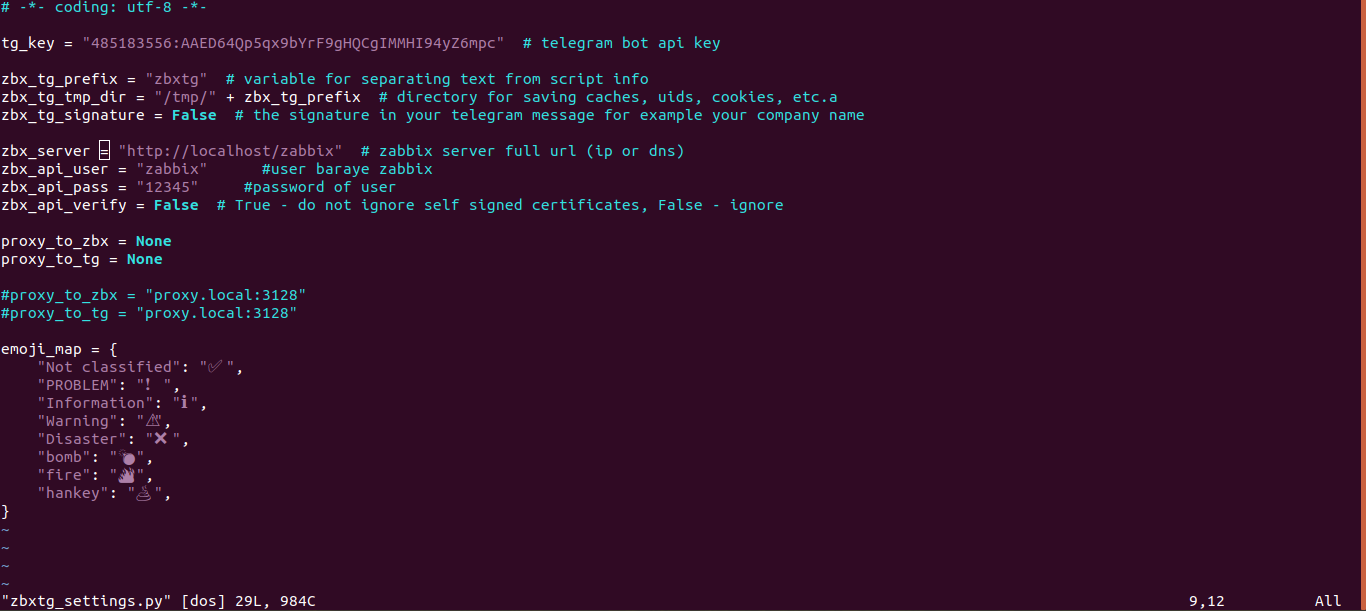 # -*- coding: utf-8 -*-
tg_key = "485183556:AAED64Qp5qx9bYrF9gHQCgIMMHI94yZ6mpc"  # telegram bot api key
zbx_tg_prefix = "zbxtg"  # variable for separating text from script info
zbx_tg_tmp_dir = "/tmp/" + zbx_tg_prefix  # directory for saving caches, uids, cookies, etc.a
zbx_tg_signature = False  # the signature in your telegram message for example your company name
zbx_server = "http://localhost/zabbix"  # zabbix server full url (ip or dns)
zbx_api_user = "zabbix"      #user baraye zabbix
zbx_api_pass = "12345"     #password of user
zbx_api_verify = False  # True - do not ignore self signed certificates, False - ignore
proxy_to_zbx = None
proxy_to_tg = None
#proxy_to_zbx = "proxy.local:3128"
#proxy_to_tg = "proxy.local:3128"
emoji_map = {
    "Not classified": "✅",
    "PROBLEM": "❗ ",
    "Information": "ℹ",
    "Warning": "⚠",
    "Disaster": "❌",
    "bomb": "💣",
    "fire": "🔥",
    "hankey": "💩",
}
~
~
~
~
"zbxtg_settings.py" [dos] 29L, 984C    9,12    All